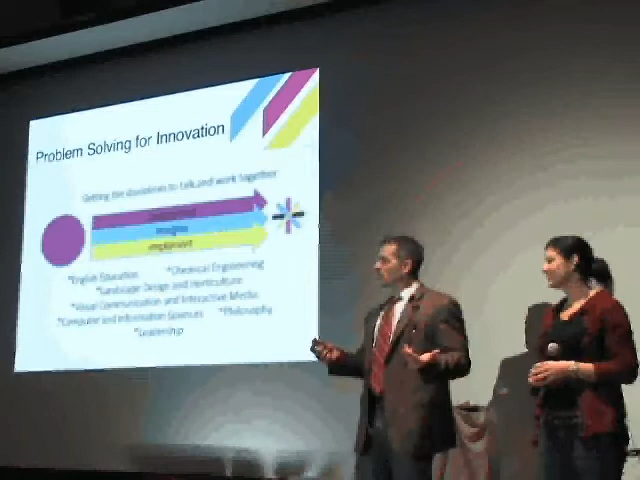 Problem Solving for Innovation
Getting the disciplines to talk and work together
imagine
implement
*English Education *Chemical Engineering
*Landscape Design and Horticulture
*Visual Communication and Interactive Media
*Computer and Information Sciences *Philosophy
*Leadership